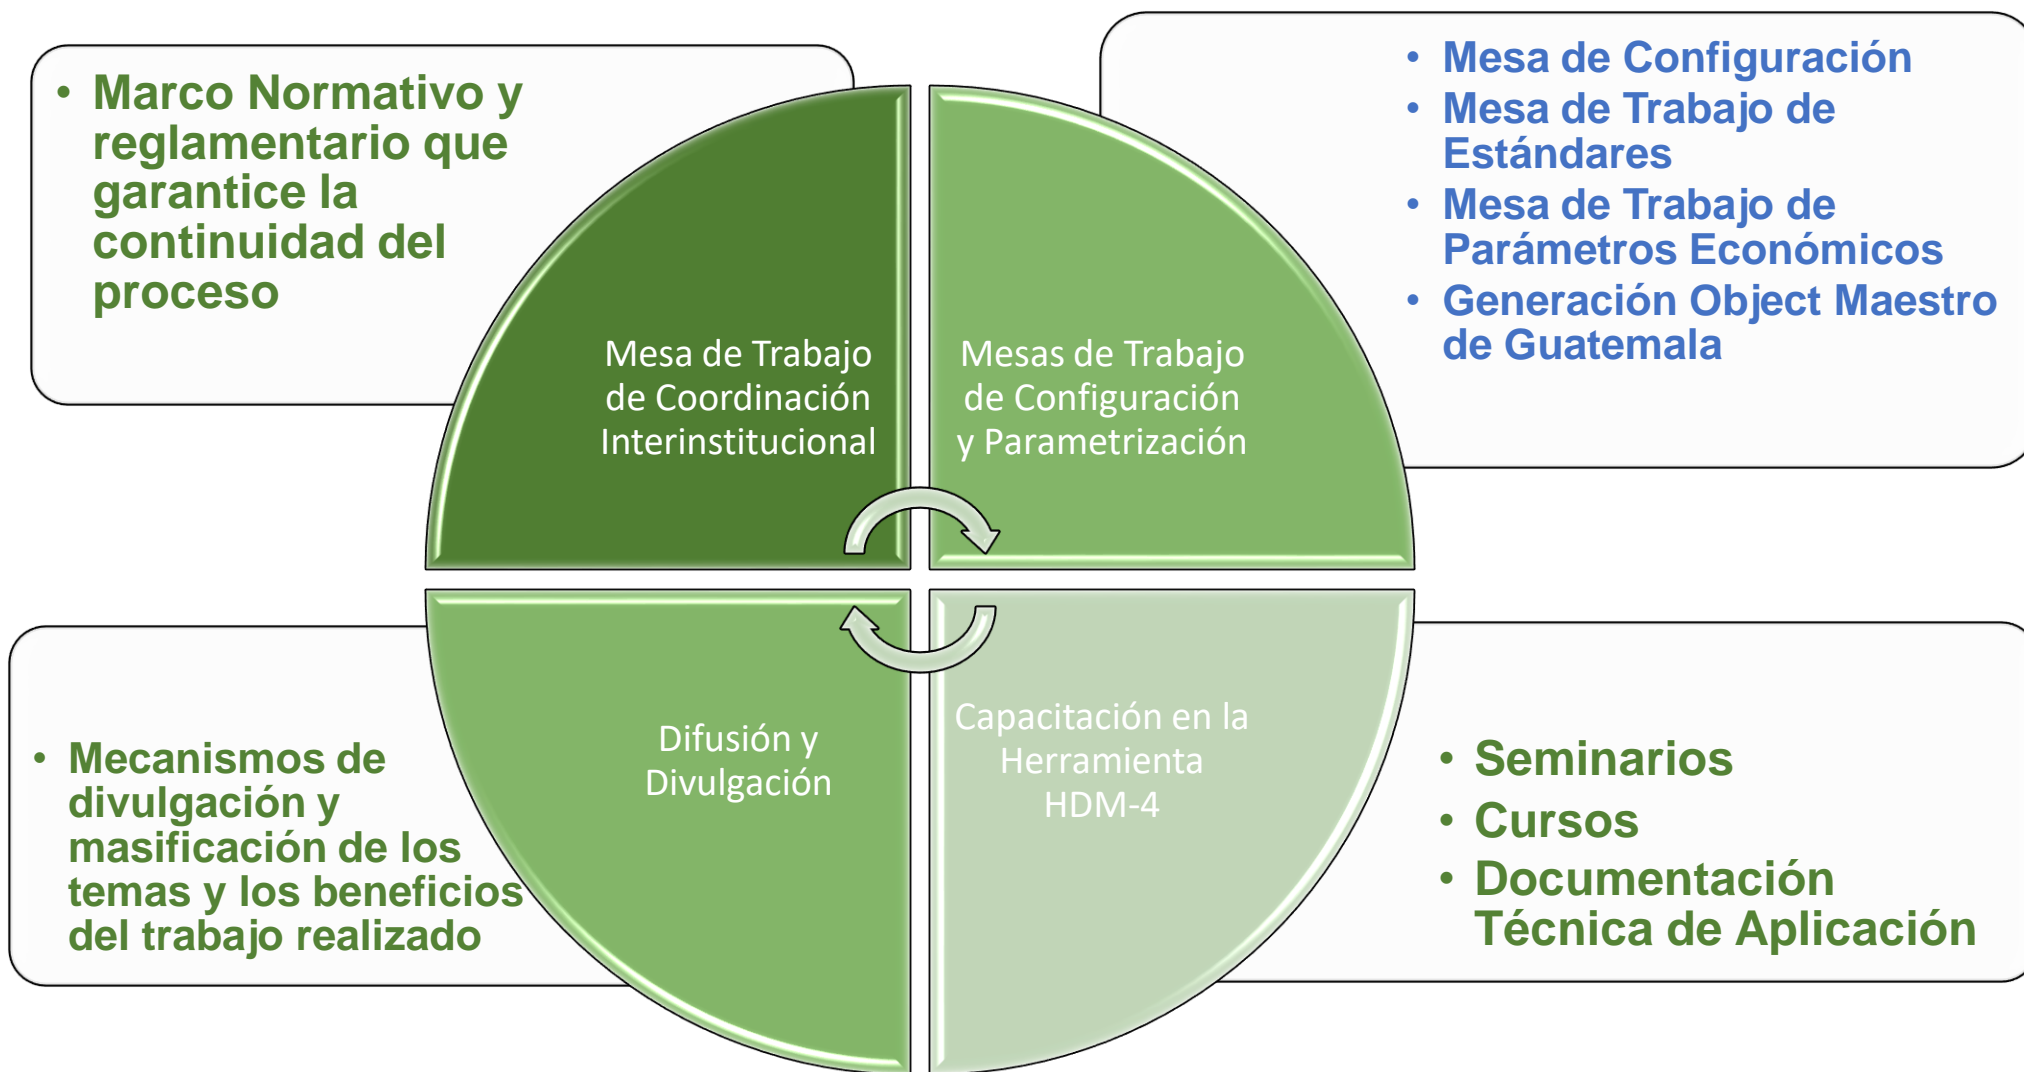 • Marco Normativo y
reglamentario que
garantice la
continuidad del
proceso
• Mesa de Configuración
• Mesa de Trabajo de
Estándares
• Mesa de Trabajo de
Parámetros Económicos
• Generación Object Maestro
de Guatemala
Mesa de Trabajo
de Coordinación
Interinstitucional
Mesas de Trabajo
de Configuración
y Parametrización
Difusión y
Divulgación
Capacitación en la
Herramienta
HDM-4
• Mecanismos de
divulgación y
masificación de los
temas y los beneficios
del trabajo realizado
• Seminarios
• Cursos
• Documentación
Técnica de Aplicación